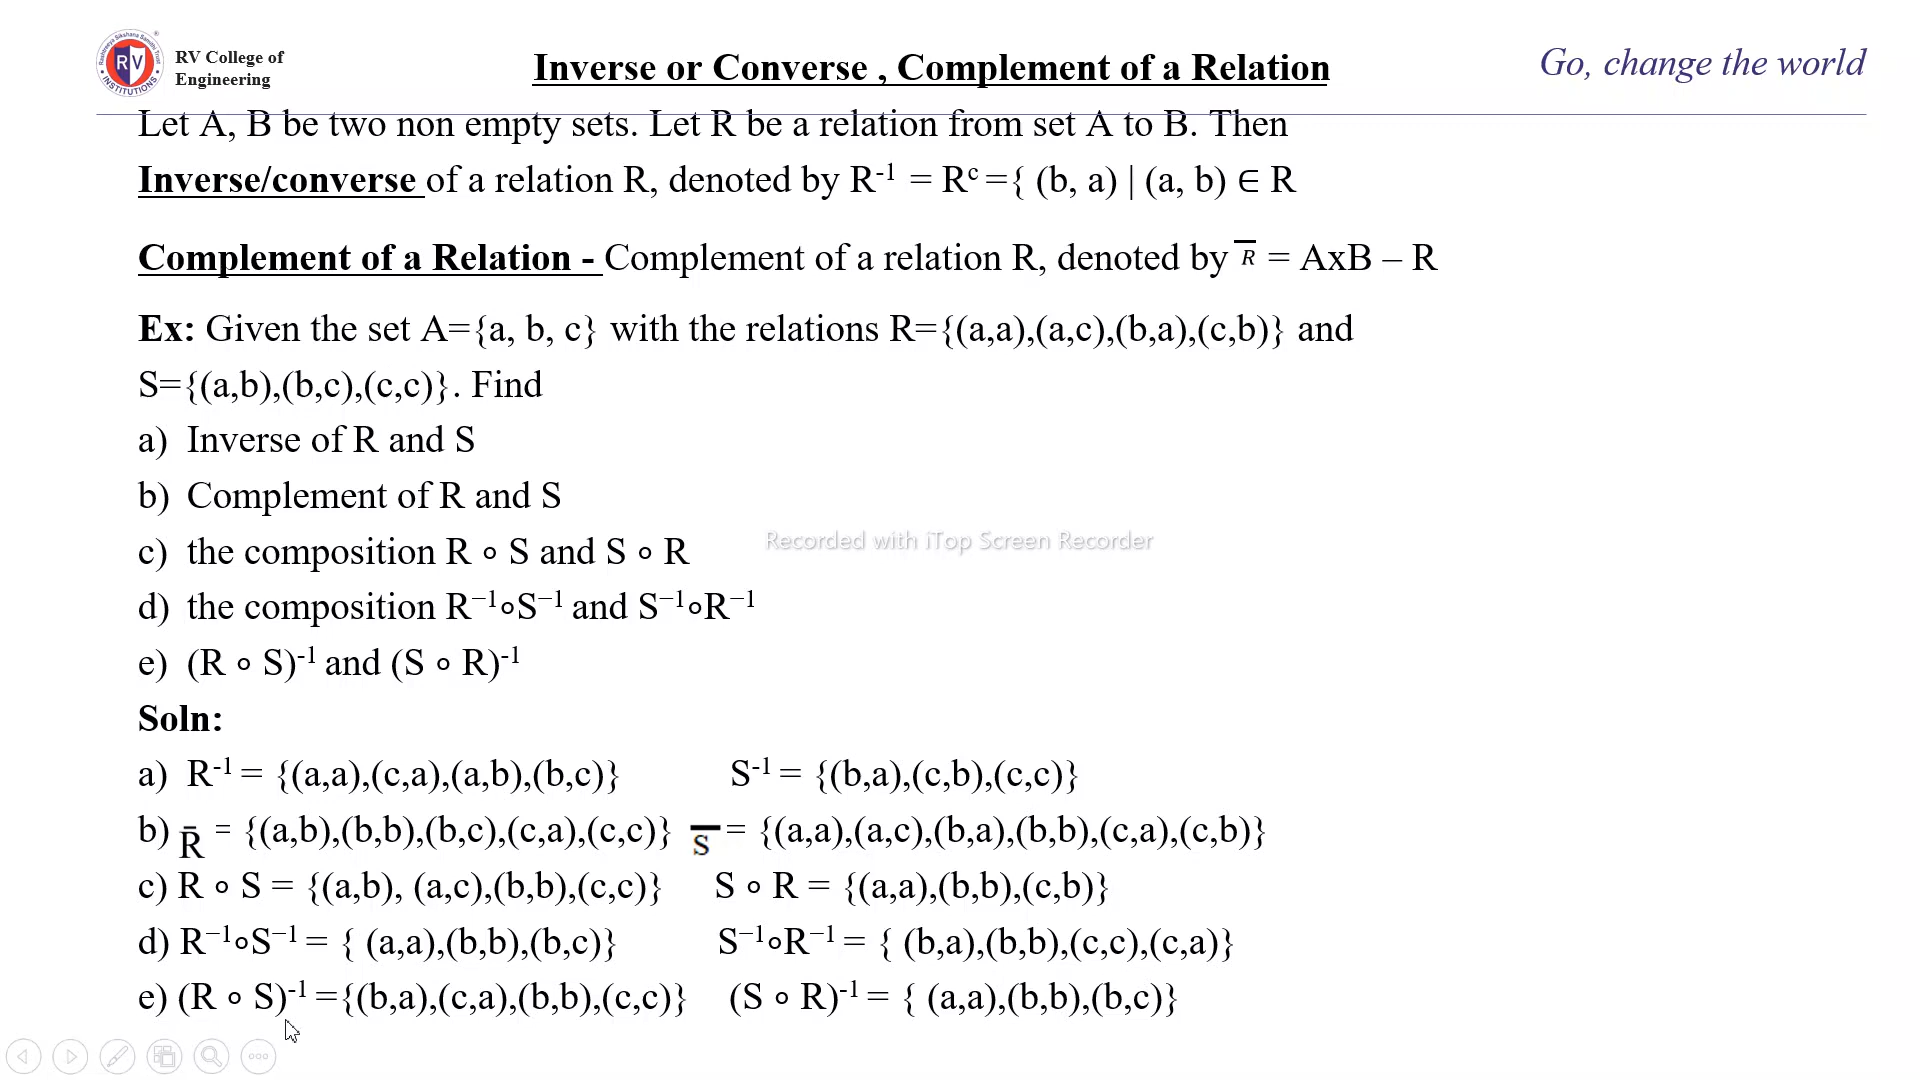 RV College of
Engineering
Inverse or Converse , Complement of a Relation
Go, change the world
Let A, B be two non empty sets. Let R be a relation from set A to B. Then
Inverse/converse of a relation R, denoted by R⁻¹ = Rᶜ ={ (b, a) | (a, b) ∈ R
Complement of a Relation - Complement of a relation R, denoted by R̅ = AxB – R
Ex: Given the set A={a, b, c} with the relations R={(a,a),(a,c),(b,a),(c,b)} and
S={(a,b),(b,c),(c,c)}. Find
a) Inverse of R and S
b) Complement of R and S
c) the composition R ∘ S and S ∘ R
d) the composition R⁻¹∘S⁻¹ and S⁻¹∘R⁻¹
e) (R ∘ S)⁻¹ and (S ∘ R)⁻¹
Soln:
a) R⁻¹ = {(a,a),(c,a),(a,b),(b,c)} S⁻¹ = {(b,a),(c,b),(c,c)}
b) R̅ = {(a,b),(b,b),(b,c),(c,a),(c,c)} S̅ = {(a,a),(a,c),(b,a),(b,b),(c,a),(c,b)}
c) R ∘ S = {(a,b), (a,c),(b,b),(c,c)} S ∘ R = {(a,a),(b,b),(c,b)}
d) R⁻¹∘S⁻¹ = { (a,a),(b,b),(b,c)} S⁻¹∘R⁻¹ = { (b,a),(b,b),(c,c),(c,a)}
e) (R ∘ S)⁻¹ ={(b,a),(c,a),(b,b),(c,c)} (S ∘ R)⁻¹ = { (a,a),(b,b),(b,c)}
Recorded with iTop Screen Recorder
RV
INSTITUTIONS